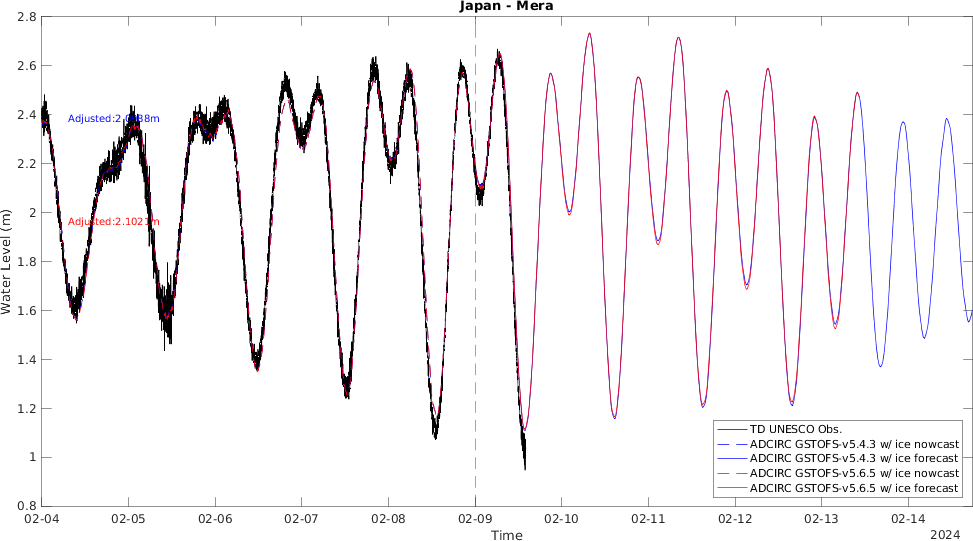 Japan - Mera
2.8
2.6
2.4
2.2
2
1.8
1.6
1.4
1.2
1
0.8
Water Level (m)
Adjusted:
Adjusted:2.1021m
TD UNESCO Obs.
ADCIRC GSTOFS-v5.4.3 w/ ice nowcast
ADCIRC GSTOFS-v5.4.3 w/ ice forecast
ADCIRC GSTOFS-v5.6.5 w/ ice nowcast
ADCIRC GSTOFS-v5.6.5 w/ ice forecast
02-04 02-05 02-06 02-07 02-08 02-09 02-10 02-11 02-12 02-13 02-14
Time
2024